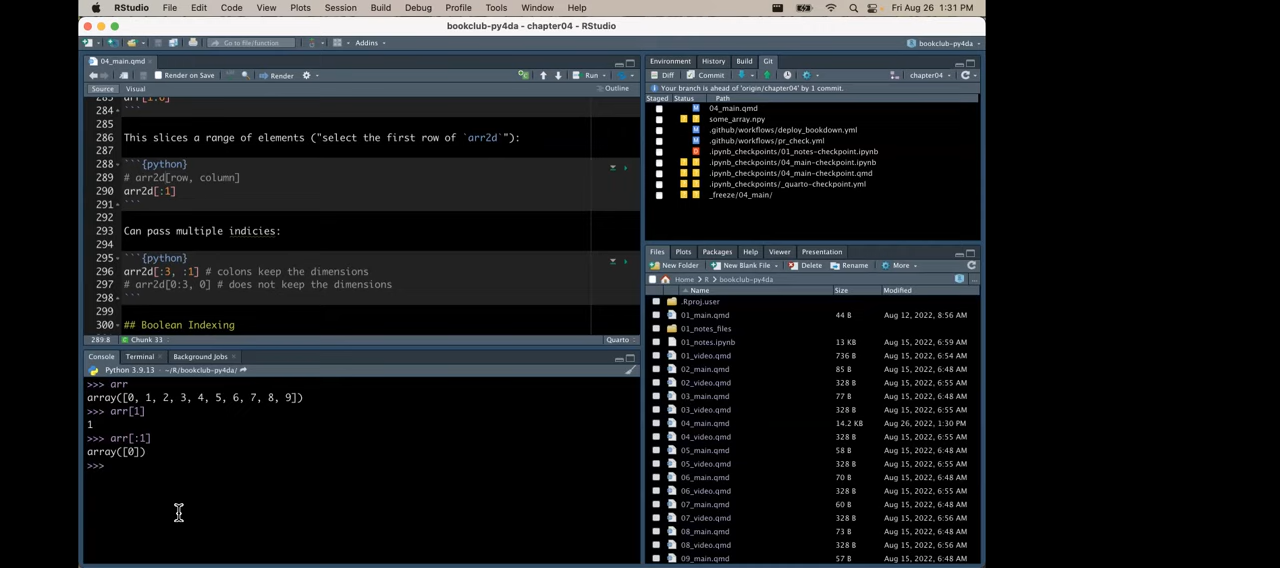 RStudio File Edit View Code Plots Session Build Debug Profile Tools Window Help Fri Aug 26 1:31 PM
bookclub-py4da - chapter04 - RStudio
Go to file/function Addins bookclub-py4da
04_main.qmd
Render on Save Render Run
Source Visual Outline
283 arr[1:6]
284 ```
285
286 This slices a range of elements ("select the first row of `arr2d`"):
287
288 ```{python}
289 # arr2d[row, column]
290 arr2d[:1]
291 ```
292
293 Can pass multiple indicies:
294
295 ```{python}
296 arr2d[:3, :1] # colons keep the dimensions
297 # arr2d[0:3, 0] # does not keep the dimensions
298 ```
299
300 ## Boolean Indexing
289:8 Chunk 33 Quarto
Console Terminal Background Jobs
Python 3.9.13 · ~/R/bookclub-py4da/
>>> arr
array([0, 1, 2, 3, 4, 5, 6, 7, 8, 9])
>>> arr[1]
1
>>> arr[:1]
array([0])
>>>
Environment History Build Git
Diff Commit chapter04
Your branch is ahead of 'origin/chapter04' by 1 commit.
Staged Status Path
M 04_main.qmd
? ? some_array.npy
M .github/workflows/deploy_bookdown.yml
M .github/workflows/pr_check.yml
D .ipynb_checkpoints/01_notes-checkpoint.ipynb
? ? .ipynb_checkpoints/04_main-checkpoint.ipynb
? ? .ipynb_checkpoints/04_main-checkpoint.qmd
? ? .ipynb_checkpoints/_quarto-checkpoint.yml
? ? _freeze/04_main/
Files Plots Packages Help Viewer Presentation
New Folder New Blank File Delete Rename More
Home R bookclub-py4da
Name Size Modified
.Rproj.user
01_main.qmd 44 B Aug 12, 2022, 8:56 AM
01_notes_files
01_notes.ipynb 13 KB Aug 15, 2022, 6:59 AM
01_video.qmd 736 B Aug 15, 2022, 6:54 AM
02_main.qmd 85 B Aug 15, 2022, 6:48 AM
02_video.qmd 328 B Aug 15, 2022, 6:55 AM
03_main.qmd 77 B Aug 15, 2022, 6:48 AM
03_video.qmd 328 B Aug 15, 2022, 6:55 AM
04_main.qmd 14.2 KB Aug 26, 2022, 1:30 PM
04_video.qmd 328 B Aug 15, 2022, 6:55 AM
05_main.qmd 58 B Aug 15, 2022, 6:48 AM
05_video.qmd 328 B Aug 15, 2022, 6:55 AM
06_main.qmd 70 B Aug 15, 2022, 6:48 AM
06_video.qmd 328 B Aug 15, 2022, 6:55 AM
07_main.qmd 60 B Aug 15, 2022, 6:48 AM
07_video.qmd 328 B Aug 15, 2022, 6:56 AM
08_main.qmd 73 B Aug 15, 2022, 6:48 AM
08_video.qmd 328 B Aug 15, 2022, 6:56 AM
09_main.qmd 57 B Aug 15, 2022, 6:48 AM